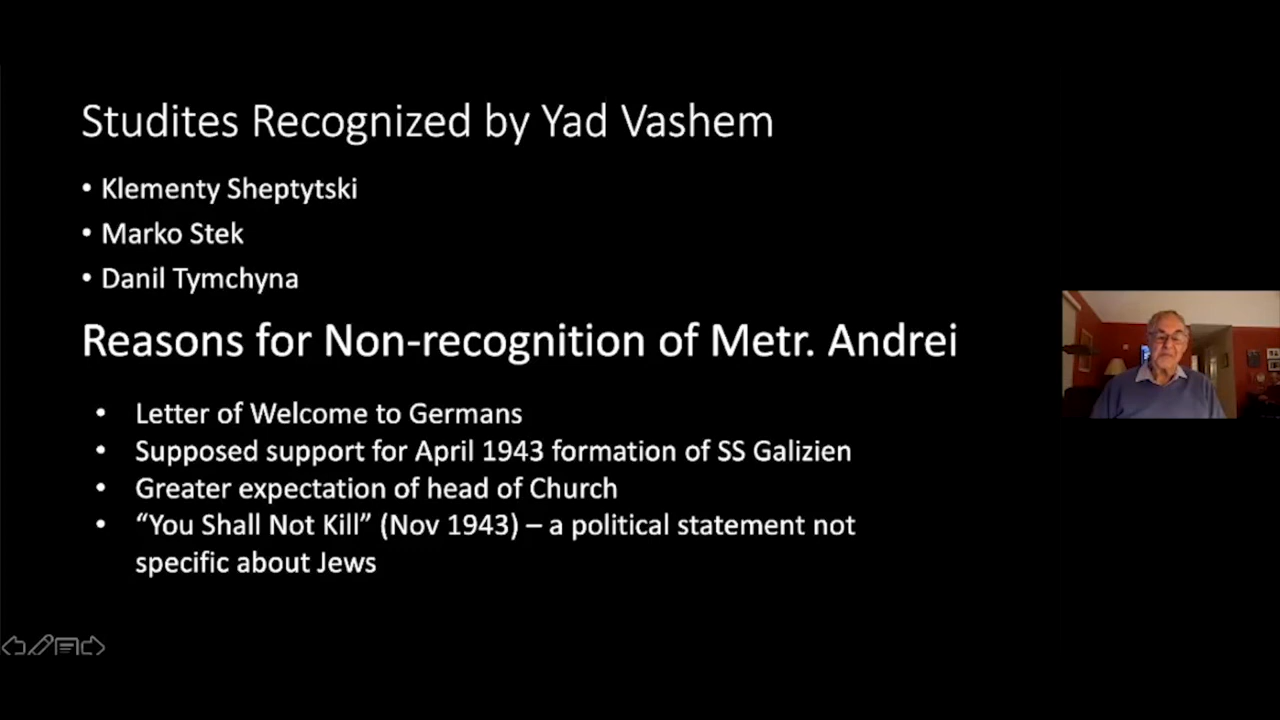 Studites Recognized by Yad Vashem
• Klementy Sheptytski
• Marko Stek
• Danil Tymchyna
Reasons for Non-recognition of Metr. Andrei
• Letter of Welcome to Germans
• Supposed support for April 1943 formation of SS Galizien
• Greater expectation of head of Church
• “You Shall Not Kill” (Nov 1943) – a political statement not
specific about Jews